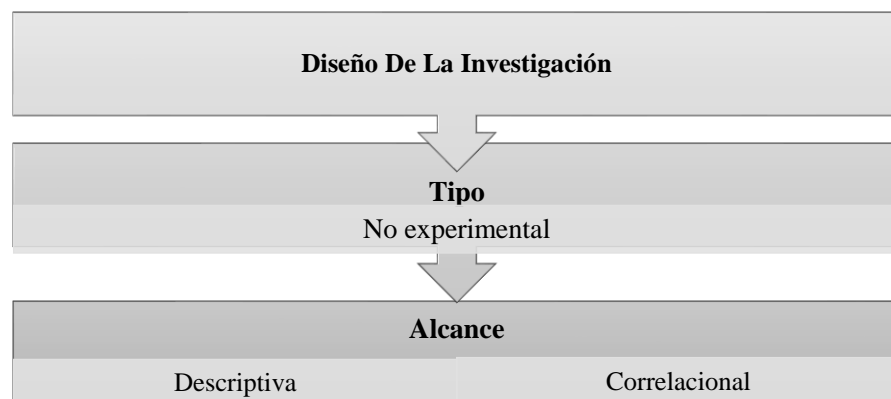 Diseño De La Investigación
Tipo
No experimental
Alcance
Descriptiva
Correlacional